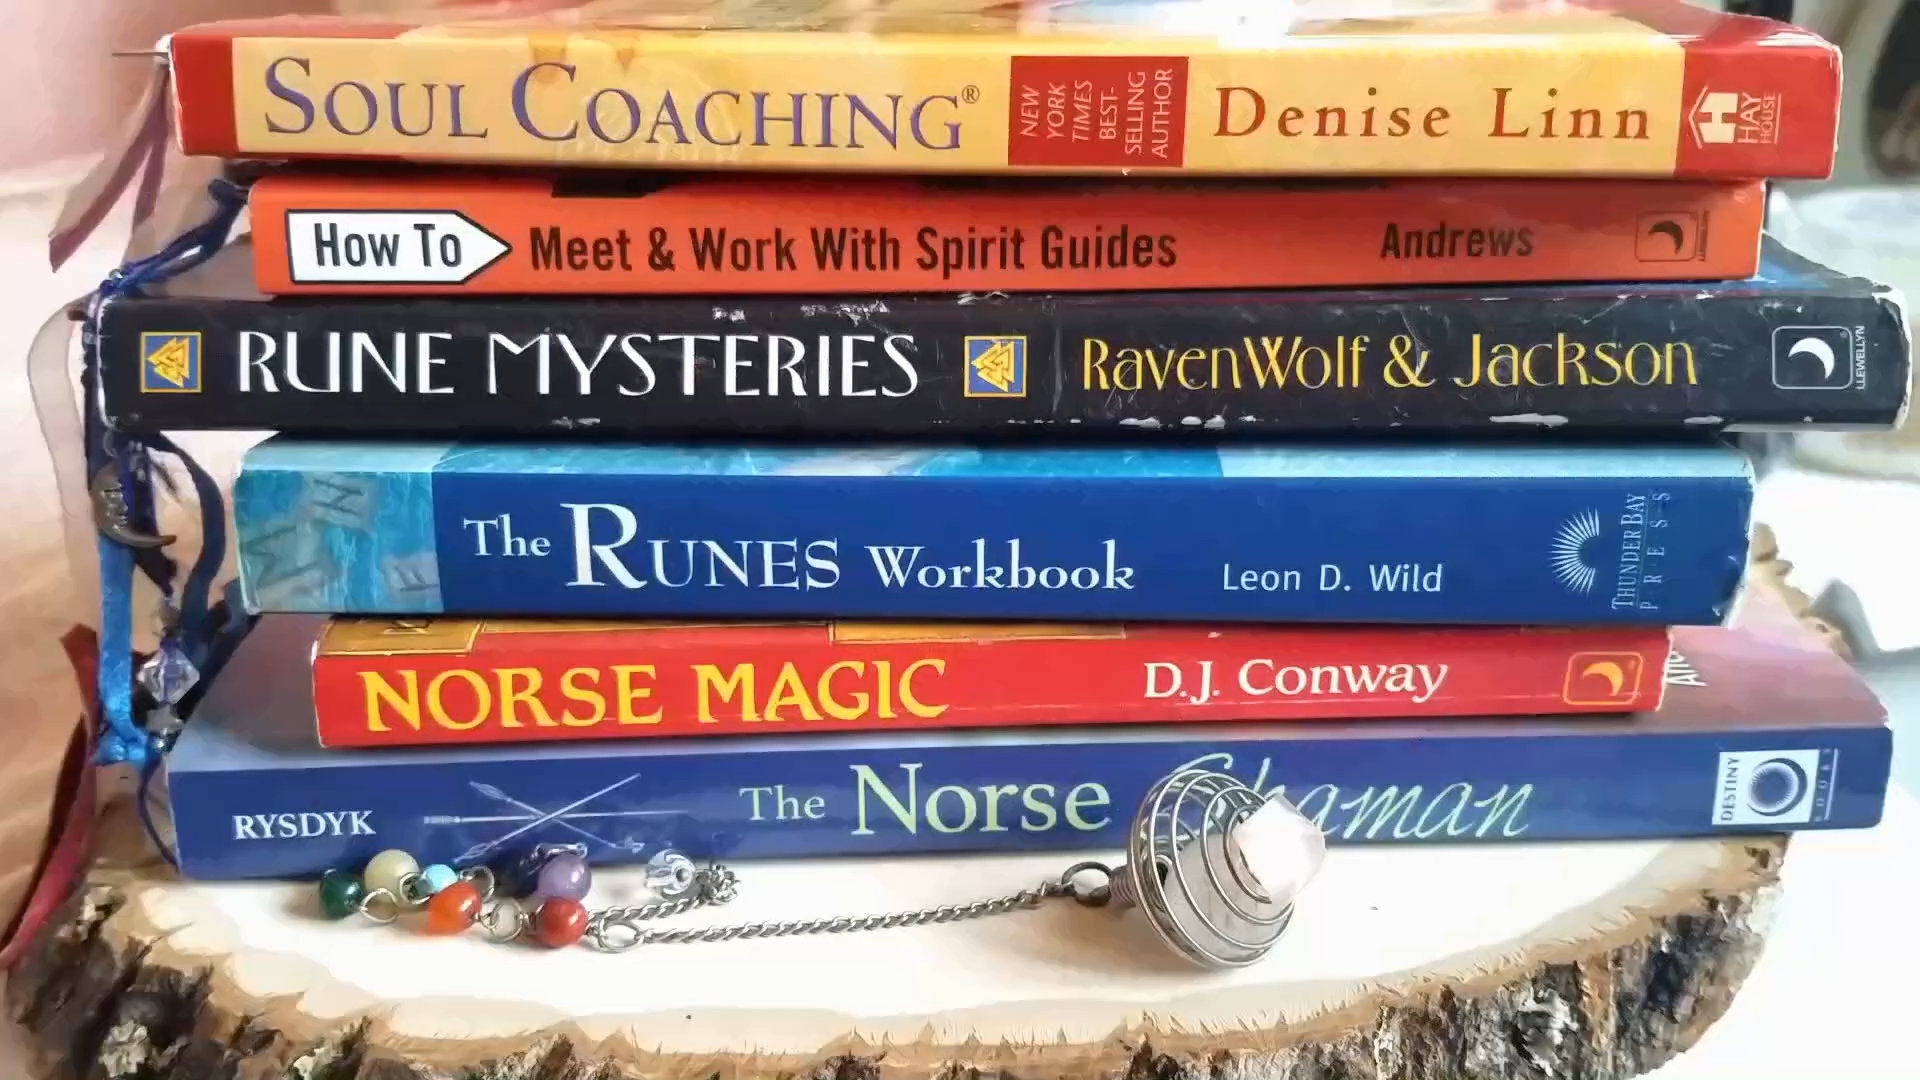 SOUL COACHING®
NEW
YORK
TIMES
BEST-
SELLING
AUTHOR
Denise Linn
HAY
HOUSE
How To
Meet & Work With Spirit Guides
Andrews
RUNE MYSTERIES
RavenWolf & Jackson
LLEWELLYN
The RUNES Workbook
Leon D. Wild
THUNDER BAY
P·R·E·S·S
NORSE MAGIC
D.J. Conway
RYSDYK
The Norse Shaman
DESTINY